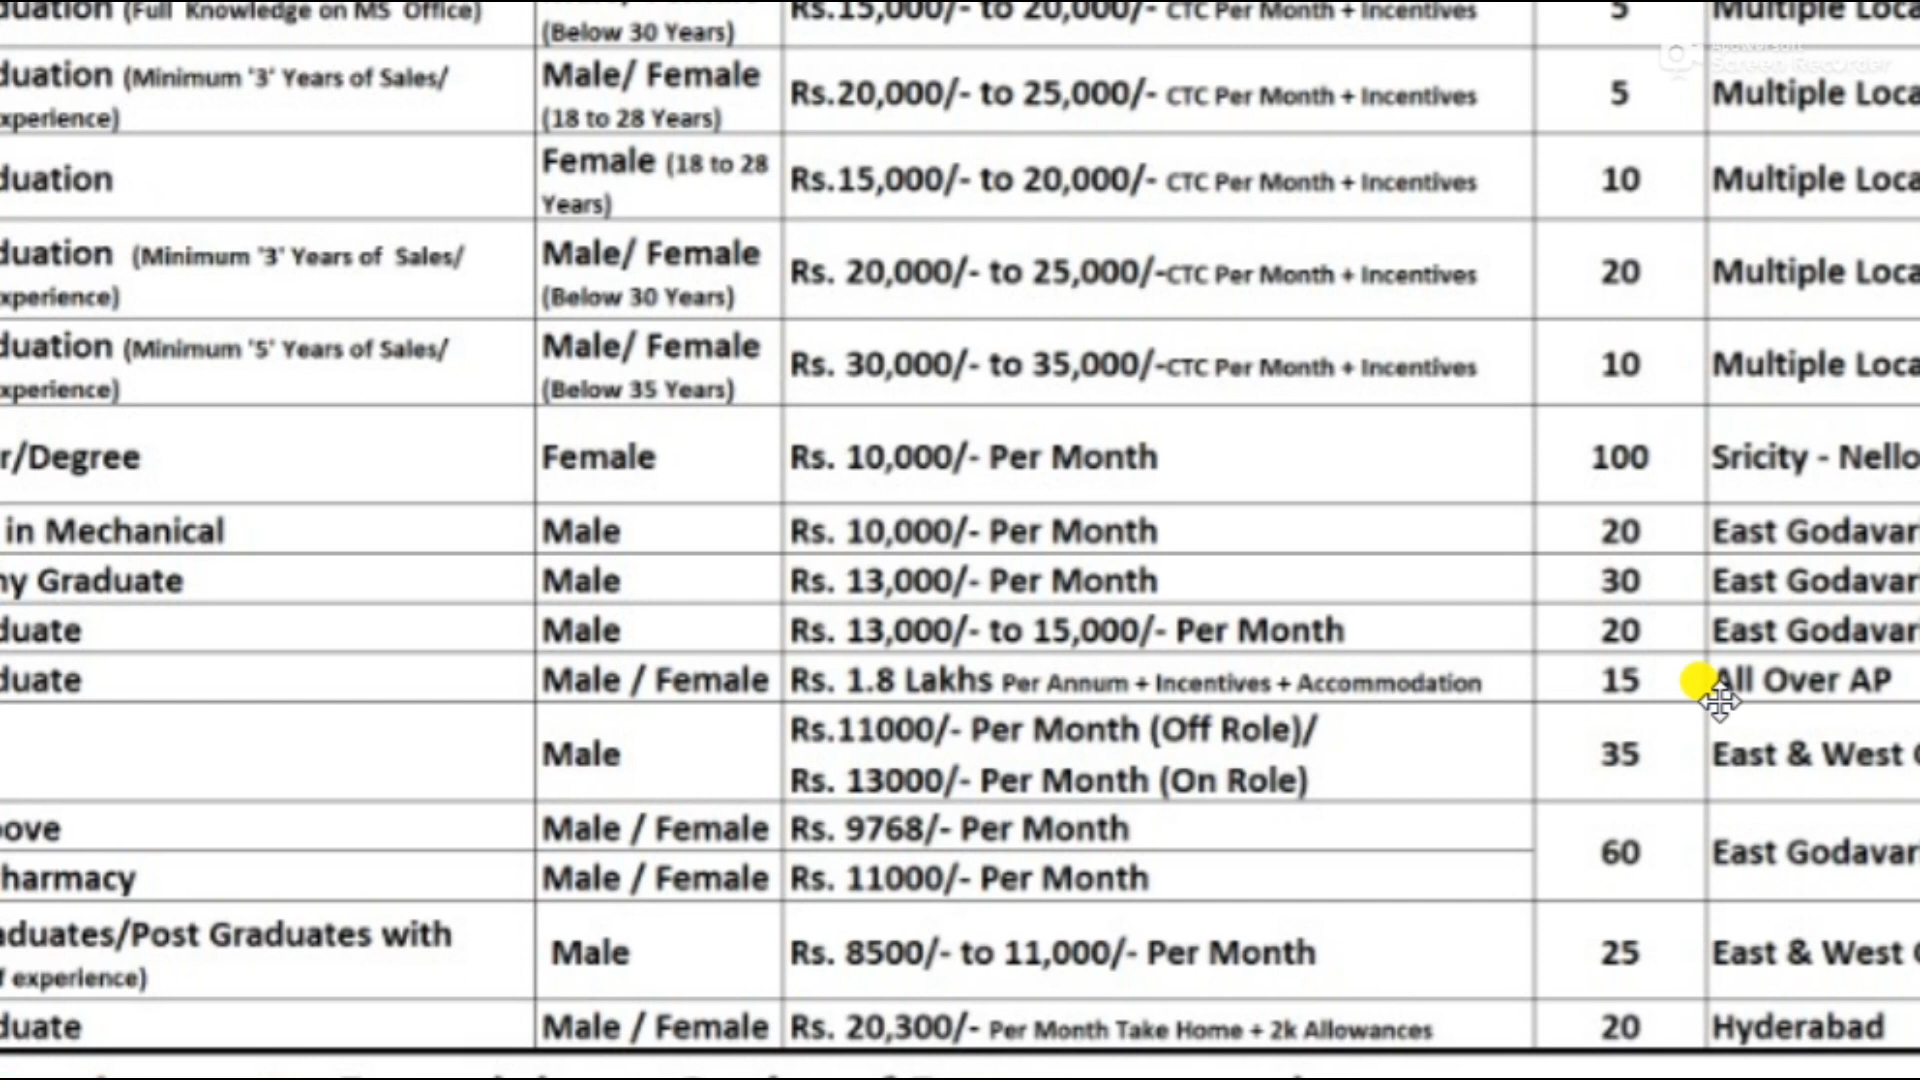 duation (Full Knowledge on MS Office)
(Below 30 Years)
Rs.15,000/- to 20,000/- CTC Per Month + Incentives
5
Multiple Loca
Apowersoft
Screen Recorder
duation (Minimum '3' Years of Sales/
xperience)
Male/ Female
(18 to 28 Years)
Rs.20,000/- to 25,000/- CTC Per Month + Incentives
5
Multiple Loca
duation
Female (18 to 28
Years)
Rs.15,000/- to 20,000/- CTC Per Month + Incentives
10
Multiple Loca
duation (Minimum '3' Years of Sales/
xperience)
Male/ Female
(Below 30 Years)
Rs. 20,000/- to 25,000/-CTC Per Month + Incentives
20
Multiple Loca
duation (Minimum '5' Years of Sales/
xperience)
Male/ Female
(Below 35 Years)
Rs. 30,000/- to 35,000/-CTC Per Month + Incentives
10
Multiple Loca
r/Degree
Female
Rs. 10,000/- Per Month
100
Sricity - Nello
in Mechanical
Male
Rs. 10,000/- Per Month
20
East Godavari
ny Graduate
Male
Rs. 13,000/- Per Month
30
East Godavari
duate
Male
Rs. 13,000/- to 15,000/- Per Month
20
East Godavari
duate
Male / Female
Rs. 1.8 Lakhs Per Annum + Incentives + Accommodation
15
All Over AP
Male
Rs.11000/- Per Month (Off Role)/
Rs. 13000/- Per Month (On Role)
35
East & West G
oove
Male / Female
Rs. 9768/- Per Month
60
East Godavari
harmacy
Male / Female
Rs. 11000/- Per Month
aduates/Post Graduates with
f experience)
Male
Rs. 8500/- to 11,000/- Per Month
25
East & West G
duate
Male / Female
Rs. 20,300/- Per Month Take Home + 2k Allowances
20
Hyderabad